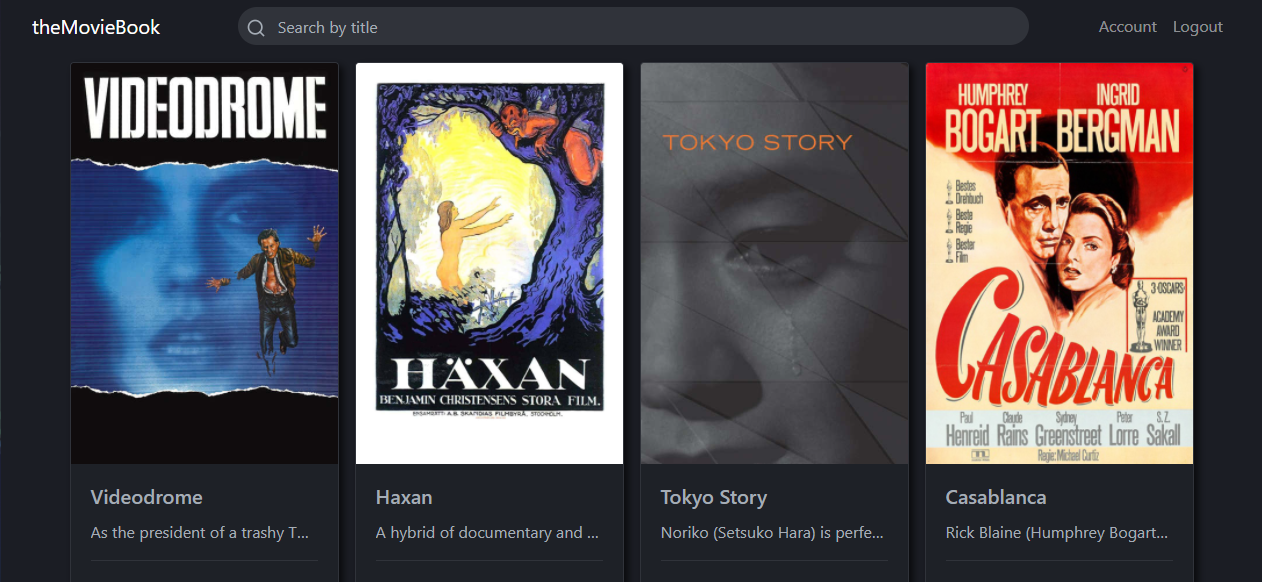 theMovieBook
Search by title
Account Logout
VIDEODROME
HÄXAN
BENJAMIN CHRISTENSENS STORA FILM.
ENSAMRÄTT: A.B. SKANDIAS FILMBYRÅ, STOCKHOLM.
TOKYO STORY
HUMPHREY INGRID
BOGART BERGMAN
Bestes
Drehbuch
Beste
Regie
Bester
Film
3 OSCARS
ACADEMY
AWARD
WINNER
CASABLANCA
Paul Claude Sydney Peter S.Z.
Henreid Rains Greenstreet Lorre Sakall
Regie: Michael Curtiz
Videodrome
As the president of a trashy T...
Haxan
A hybrid of documentary and ...
Tokyo Story
Noriko (Setsuko Hara) is perfe...
Casablanca
Rick Blaine (Humphrey Bogart...